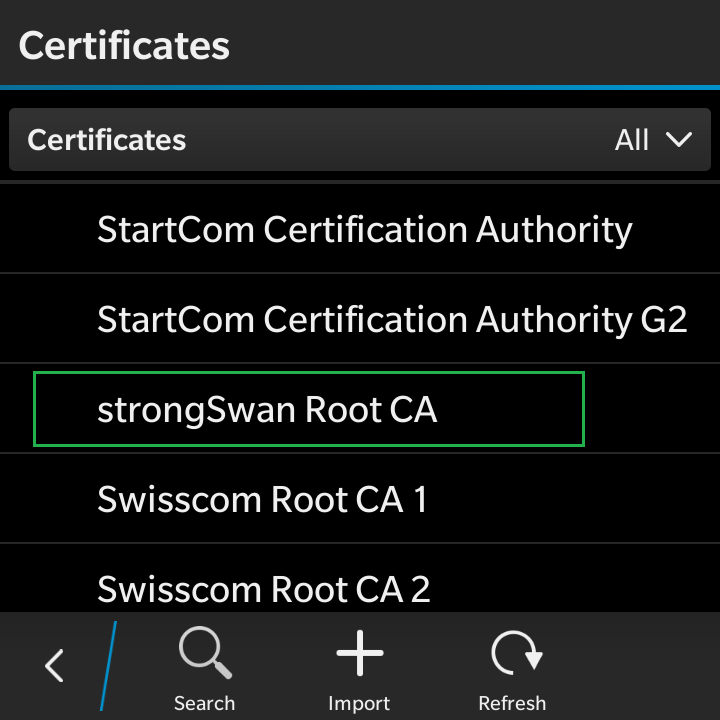 Certificates
Certificates All
StartCom Certification Authority
StartCom Certification Authority G2
strongSwan Root CA
Swisscom Root CA 1
Swisscom Root CA 2
Search Import Refresh